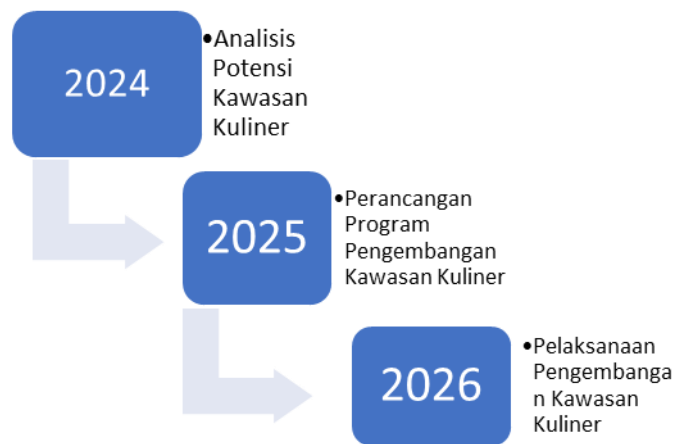 2024
•Analisis
Potensi
Kawasan
Kuliner
2025
•Perancangan
Program
Pengembangan
Kawasan Kuliner
2026
•Pelaksanaan
Pengembanga
n Kawasan
Kuliner